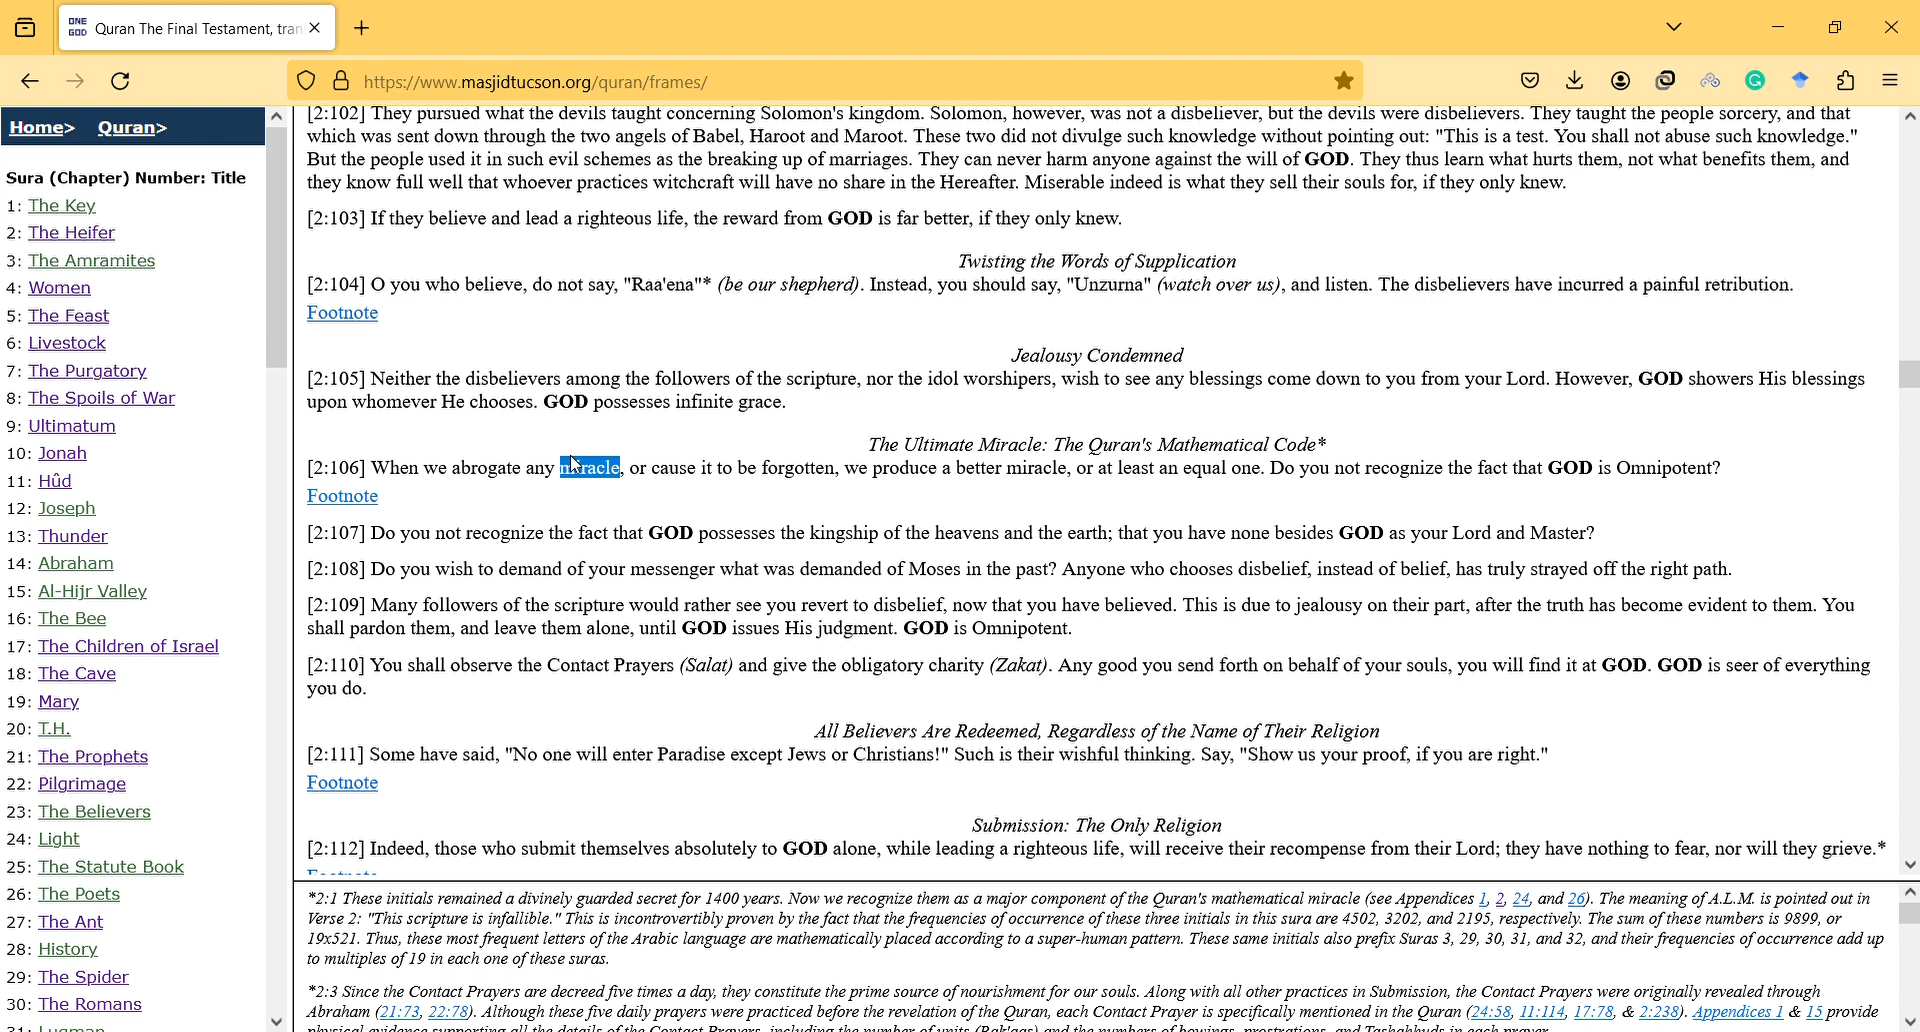 ONE GOD Quran The Final Testament, tran
https://www.masjidtucson.org/quran/frames/
Home> Quran>
Sura (Chapter) Number: Title
1: The Key
2: The Heifer
3: The Amramites
4: Women
5: The Feast
6: Livestock
7: The Purgatory
8: The Spoils of War
9: Ultimatum
10: Jonah
11: Hûd
12: Joseph
13: Thunder
14: Abraham
15: Al-Hijr Valley
16: The Bee
17: The Children of Israel
18: The Cave
19: Mary
20: T.H.
21: The Prophets
22: Pilgrimage
23: The Believers
24: Light
25: The Statute Book
26: The Poets
27: The Ant
28: History
29: The Spider
30: The Romans
31: Luqman
[2:102] They pursued what the devils taught concerning Solomon's kingdom. Solomon, however, was not a disbeliever, but the devils were disbelievers. They taught the people sorcery, and that
which was sent down through the two angels of Babel, Haroot and Maroot. These two did not divulge such knowledge without pointing out: "This is a test. You shall not abuse such knowledge."
But the people used it in such evil schemes as the breaking up of marriages. They can never harm anyone against the will of GOD. They thus learn what hurts them, not what benefits them, and
they know full well that whoever practices witchcraft will have no share in the Hereafter. Miserable indeed is what they sell their souls for, if they only knew.
[2:103] If they believe and lead a righteous life, the reward from GOD is far better, if they only knew.
Twisting the Words of Supplication
[2:104] O you who believe, do not say, "Raa'ena"* (be our shepherd). Instead, you should say, "Unzurna" (watch over us), and listen. The disbelievers have incurred a painful retribution.
Footnote
Jealousy Condemned
[2:105] Neither the disbelievers among the followers of the scripture, nor the idol worshipers, wish to see any blessings come down to you from your Lord. However, GOD showers His blessings
upon whomever He chooses. GOD possesses infinite grace.
The Ultimate Miracle: The Quran's Mathematical Code*
[2:106] When we abrogate any miracle, or cause it to be forgotten, we produce a better miracle, or at least an equal one. Do you not recognize the fact that GOD is Omnipotent?
Footnote
[2:107] Do you not recognize the fact that GOD possesses the kingship of the heavens and the earth; that you have none besides GOD as your Lord and Master?
[2:108] Do you wish to demand of your messenger what was demanded of Moses in the past? Anyone who chooses disbelief, instead of belief, has truly strayed off the right path.
[2:109] Many followers of the scripture would rather see you revert to disbelief, now that you have believed. This is due to jealousy on their part, after the truth has become evident to them. You
shall pardon them, and leave them alone, until GOD issues His judgment. GOD is Omnipotent.
[2:110] You shall observe the Contact Prayers (Salat) and give the obligatory charity (Zakat). Any good you send forth on behalf of your souls, you will find it at GOD. GOD is seer of everything
you do.
All Believers Are Redeemed, Regardless of the Name of Their Religion
[2:111] Some have said, "No one will enter Paradise except Jews or Christians!" Such is their wishful thinking. Say, "Show us your proof, if you are right."
Footnote
Submission: The Only Religion
[2:112] Indeed, those who submit themselves absolutely to GOD alone, while leading a righteous life, will receive their recompense from their Lord; they have nothing to fear, nor will they grieve.*
*2:1 These initials remained a divinely guarded secret for 1400 years. Now we recognize them as a major component of the Quran's mathematical miracle (see Appendices 1, 2, 24, and 26). The meaning of A.L.M. is pointed out in
Verse 2: "This scripture is infallible." This is incontrovertibly proven by the fact that the frequencies of occurrence of these three initials in this sura are 4502, 3202, and 2195, respectively. The sum of these numbers is 9899, or
19x521. Thus, these most frequent letters of the Arabic language are mathematically placed according to a super-human pattern. These same initials also prefix Suras 3, 29, 30, 31, and 32, and their frequencies of occurrence add up
to multiples of 19 in each one of these suras.
*2:3 Since the Contact Prayers are decreed five times a day, they constitute the prime source of nourishment for our souls. Along with all other practices in Submission, the Contact Prayers were originally revealed through
Abraham (21:73, 22:78). Although these five daily prayers were practiced before the revelation of the Quran, each Contact Prayer is specifically mentioned in the Quran (24:58, 11:114, 17:78, & 2:238). Appendices 1 & 15 provide
physical evidence supporting all the details of the Contact Prayers, including the number of units (Rak'aas) and the numbers of bowings, prostrations, and Tashahhuds in each prayer.